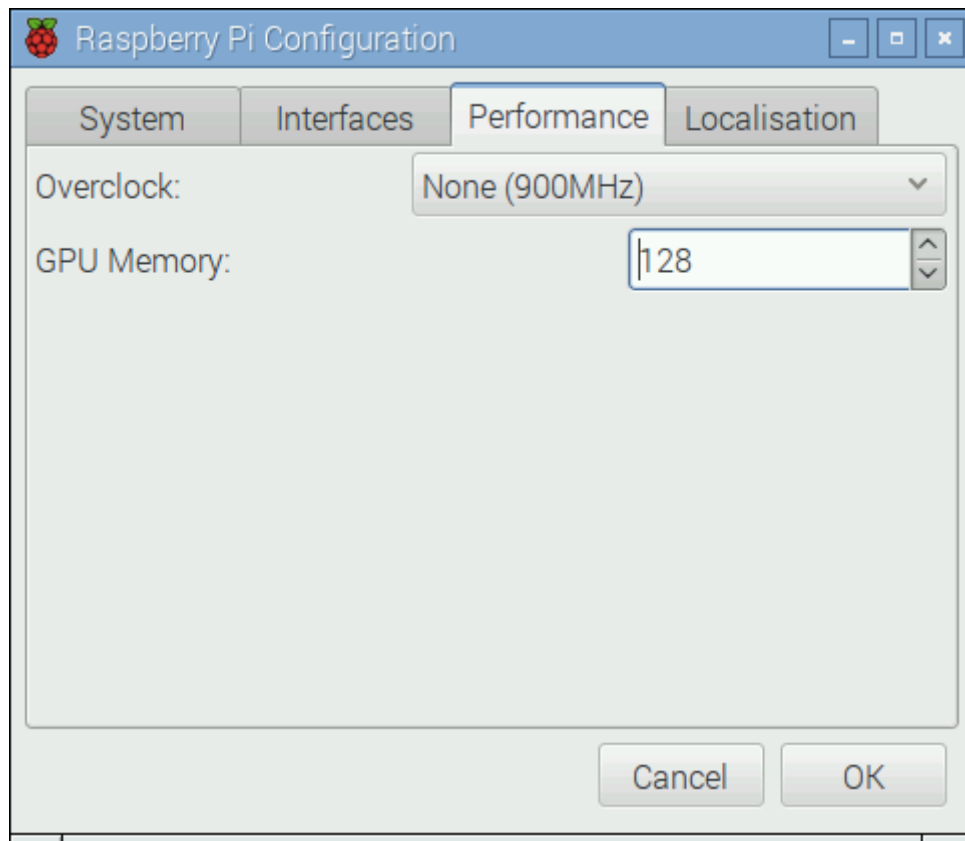 Raspberry Pi Configuration
System Interfaces Performance Localisation
Overclock: None (900MHz)
GPU Memory: 128
Cancel OK